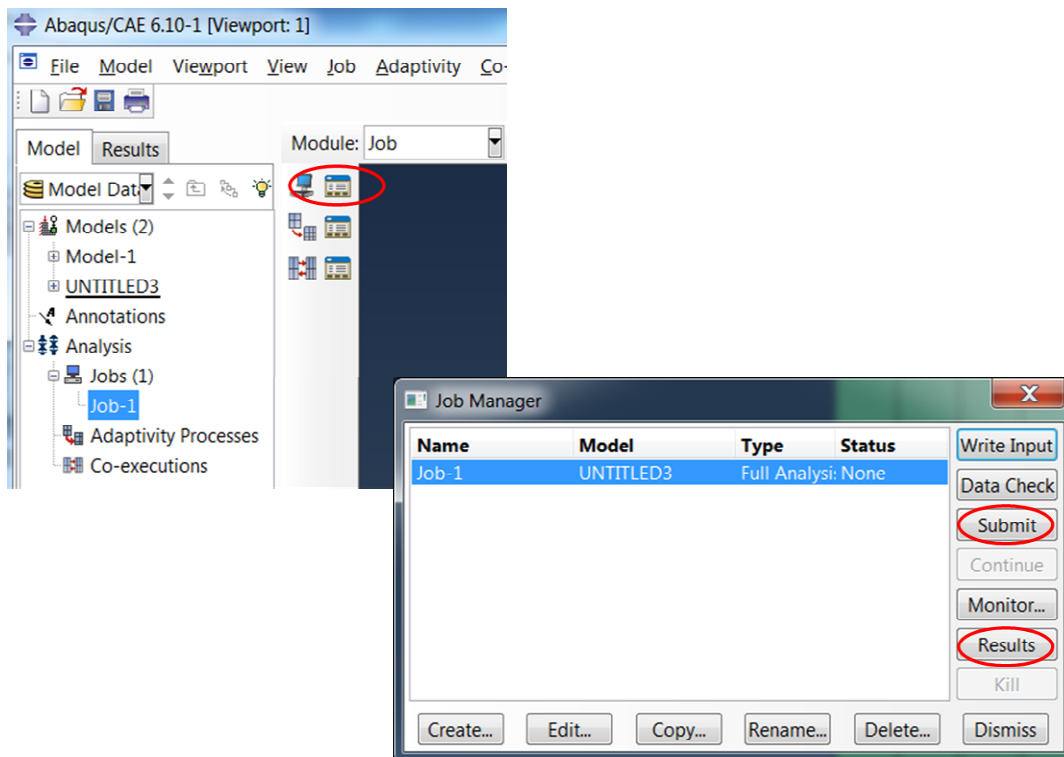 Abaqus/CAE 6.10-1 [Viewport: 1]
File Model Viewport View Job Adaptivity Co-
Model Results
Module: Job
Model Dat
Models (2)
Model-1
UNTITLED3
Annotations
Analysis
Jobs (1)
Job-1
Adaptivity Processes
Co-executions
Job Manager
Name Model Type Status
Job-1 UNTITLED3 Full Analysi: None
Write Input
Data Check
Submit
Continue
Monitor...
Results
Kill
Create... Edit... Copy... Rename... Delete... Dismiss